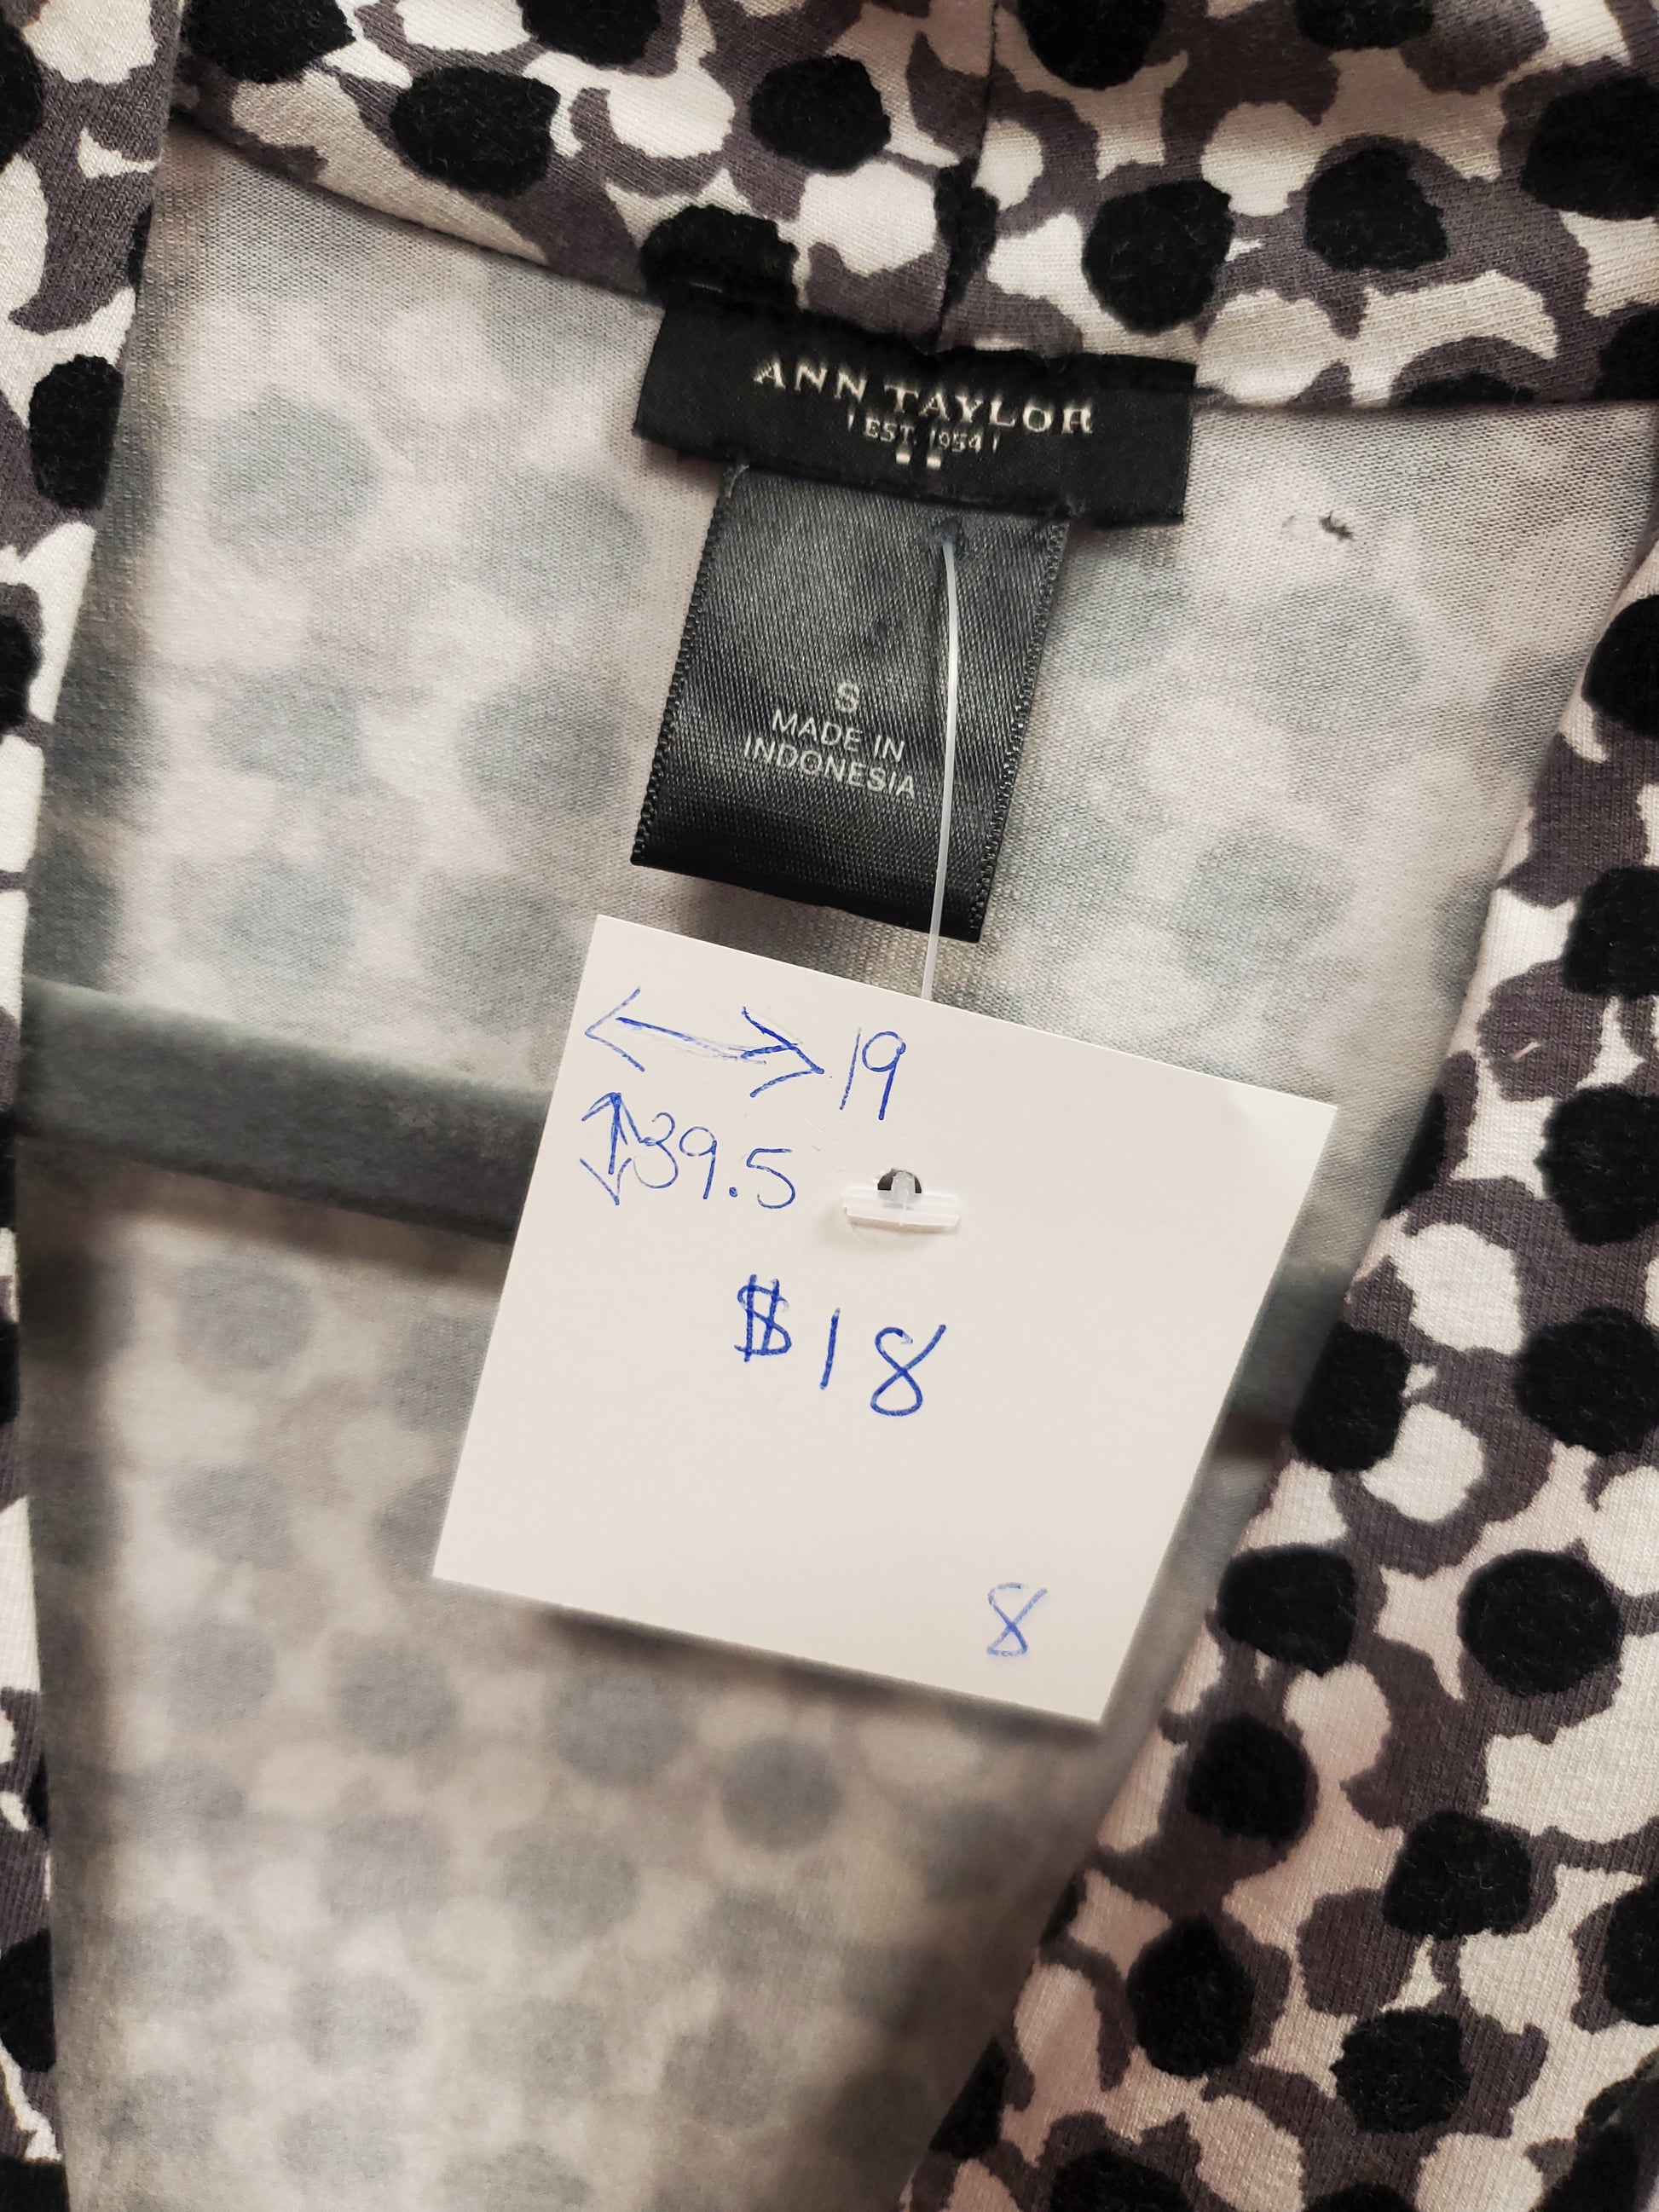 ANN TAYLOR
EST. 1954
S
MADE IN
INDONESIA
19
39.5
$18
8